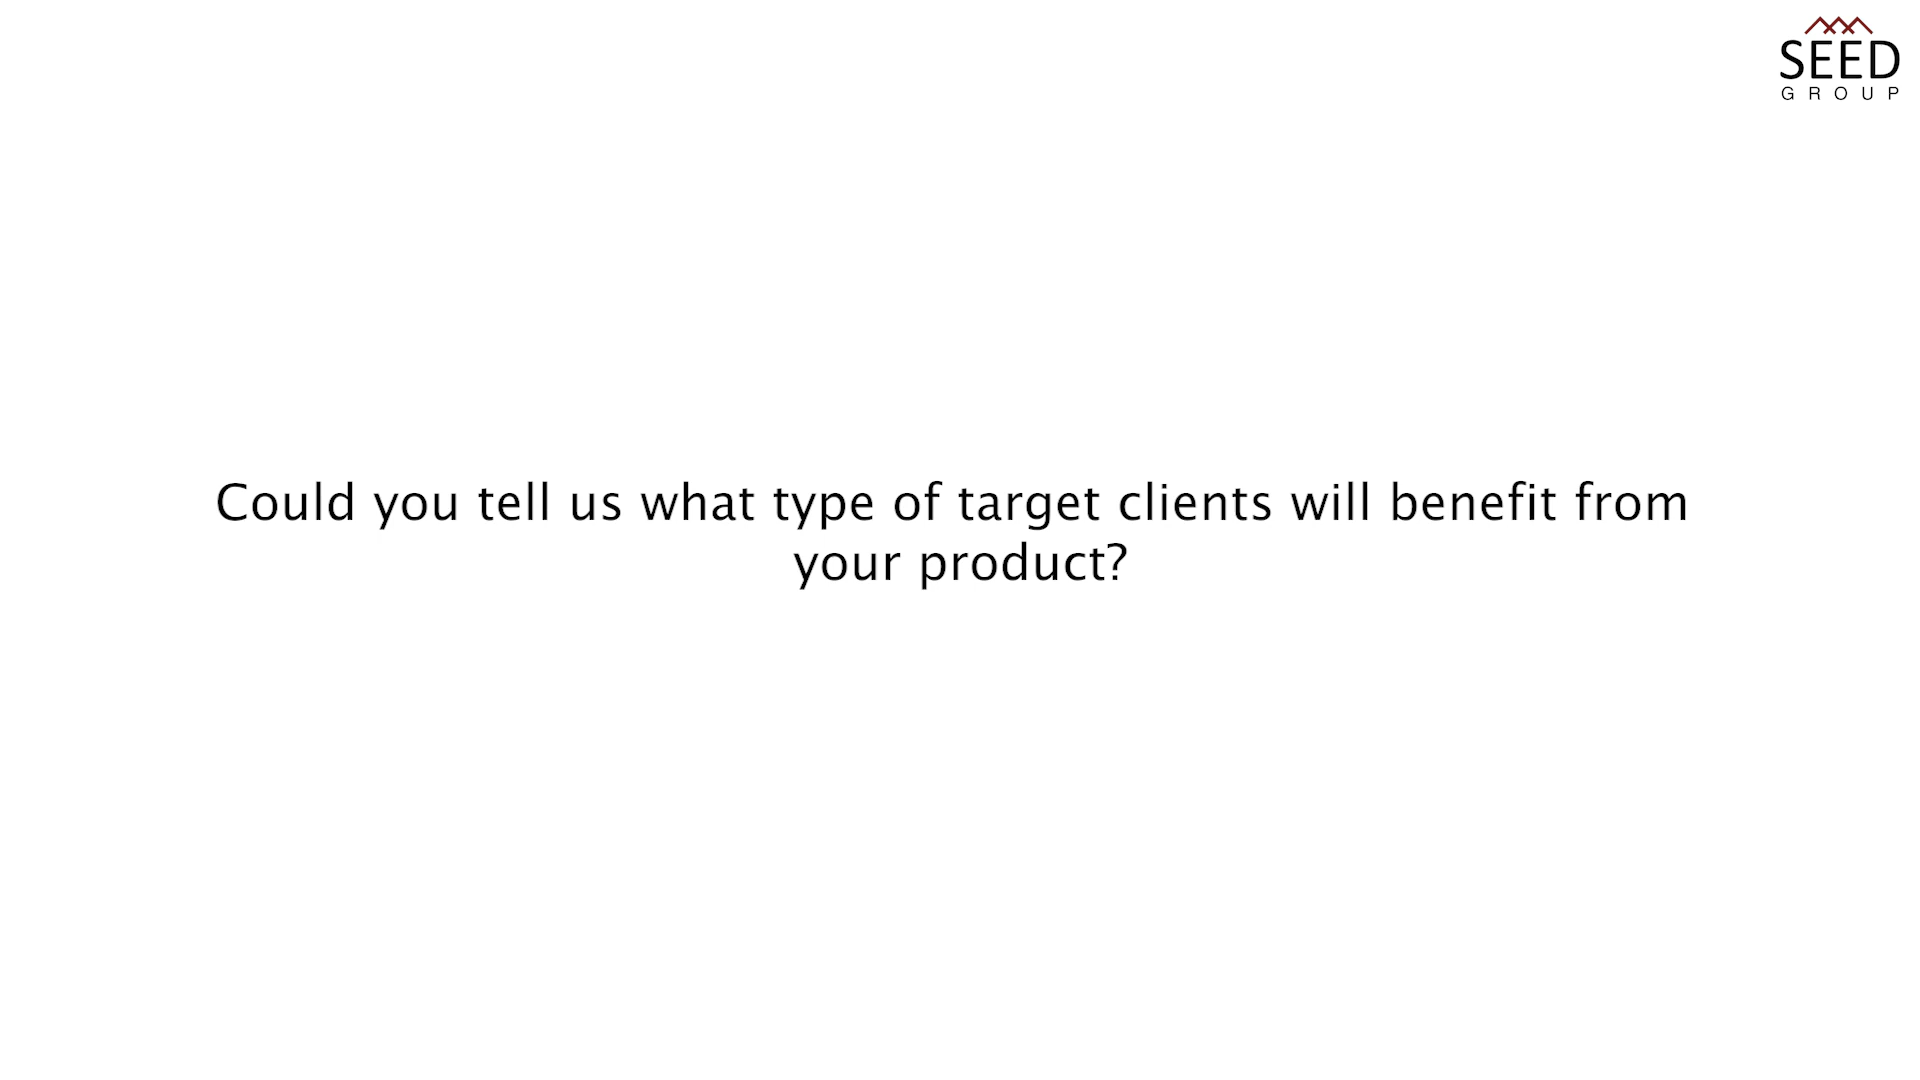 SEED
GROUP
Could you tell us what type of target clients will benefit from
your product?